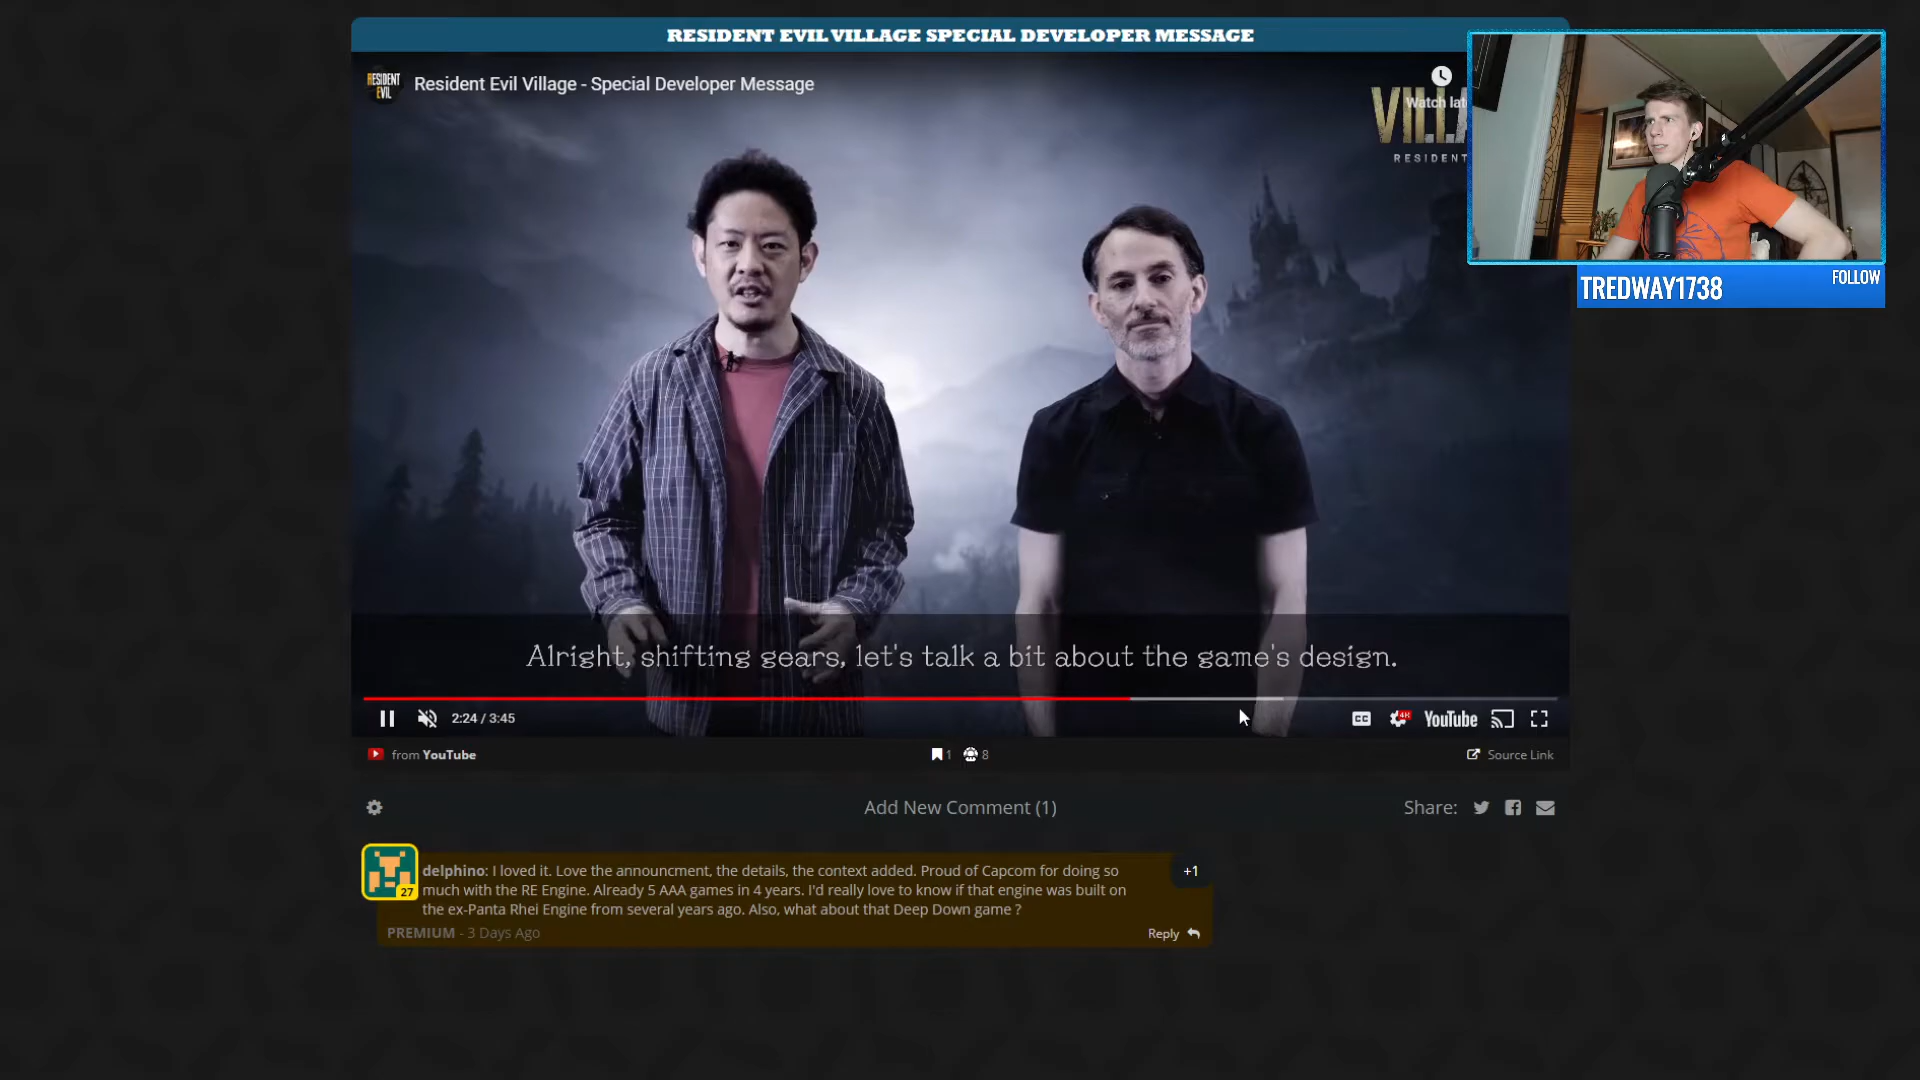 RESIDENT EVIL VILLAGE SPECIAL DEVELOPER MESSAGE
RESIDENT
EVIL
Resident Evil Village - Special Developer Message
Watch lat
VILLA
RESIDENT
TREDWAY1738
FOLLOW
Alright, shifting gears, let's talk a bit about the game's design.
2:24 / 3:45
CC
4K
YouTube
from YouTube
1
8
Source Link
Add New Comment (1)
Share:
delphino: I loved it. Love the announcment, the details, the context added. Proud of Capcom for doing so
much with the RE Engine. Already 5 AAA games in 4 years. I'd really love to know if that engine was built on
the ex-Panta Rhei Engine from several years ago. Also, what about that Deep Down game ?
27
+1
PREMIUM - 3 Days Ago
Reply